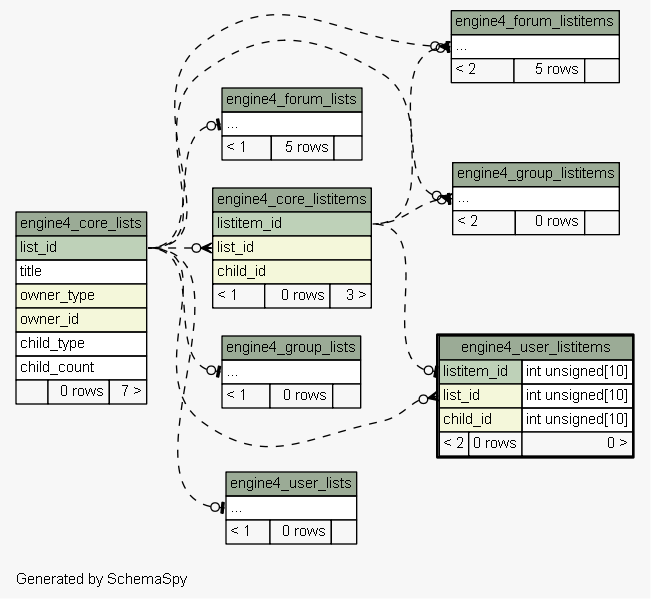 engine4_forum_listitems
...
< 2 5 rows
engine4_forum_lists
...
< 1 5 rows
engine4_group_listitems
...
< 2 0 rows
engine4_core_listitems
listitem_id
list_id
child_id
< 1 0 rows 3 >
engine4_core_lists
list_id
title
owner_type
owner_id
child_type
child_count
0 rows 7 >
engine4_group_lists
...
< 1 0 rows
engine4_user_listitems
listitem_id int unsigned[10]
list_id int unsigned[10]
child_id int unsigned[10]
< 2 0 rows 0 >
engine4_user_lists
...
< 1 0 rows
Generated by SchemaSpy